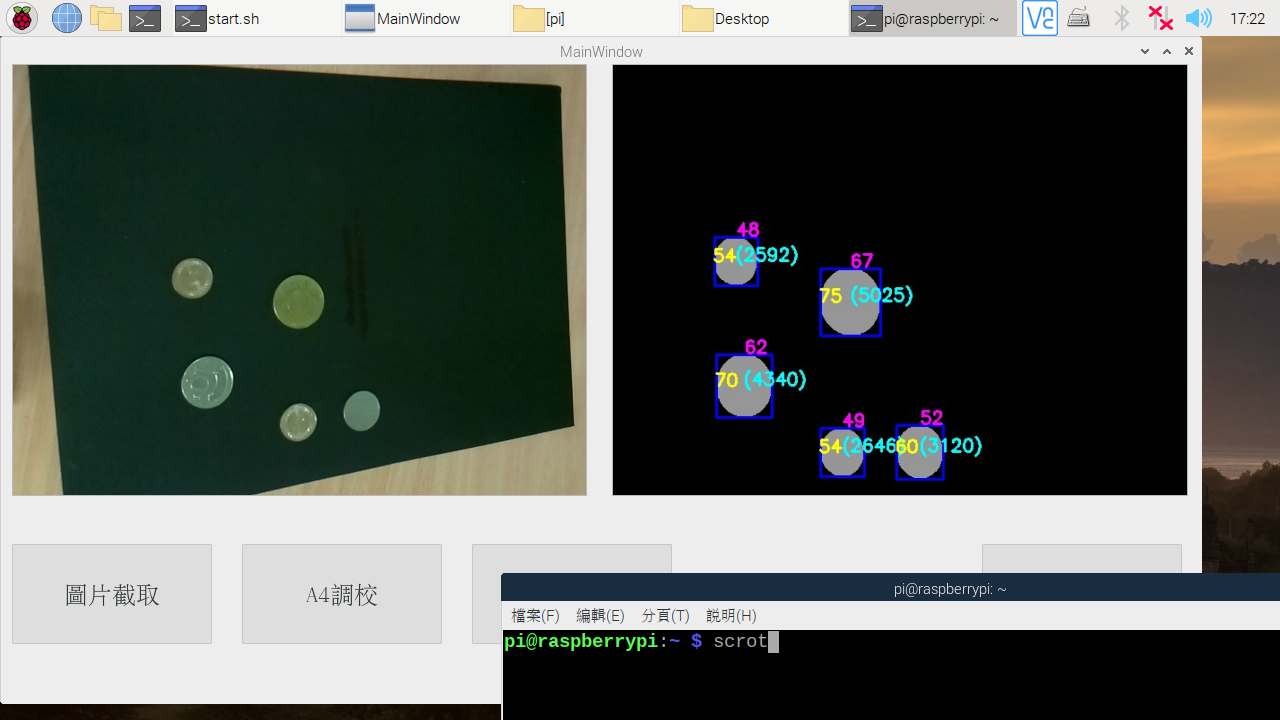 start.sh
MainWindow
[pi]
Desktop
pi@raspberrypi: ~
17:22
MainWindow
48
54(2592)
67
75 (5025)
62
70 (4340)
49
52
54(2646
60(3120)
圖片截取
A4調校
pi@raspberrypi: ~
檔案(F) 編輯(E) 分頁(T) 說明(H)
pi@raspberrypi:~ $ scrot